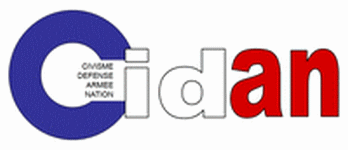 Cidan
CIVISME
DEFENSE
ARMEE
NATION